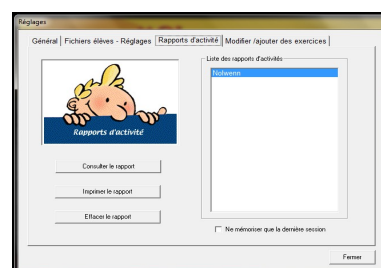 Réglages
Général
Fichiers élèves - Réglages
Rapports d'activité
Modifier /ajouter des exercices
Rapports d'activité
Consulter le rapport
Imprimer le rapport
Effacer le rapport
Liste des rapports d'activités
Nolwenn
Ne mémoriser que la dernière session
Fermer